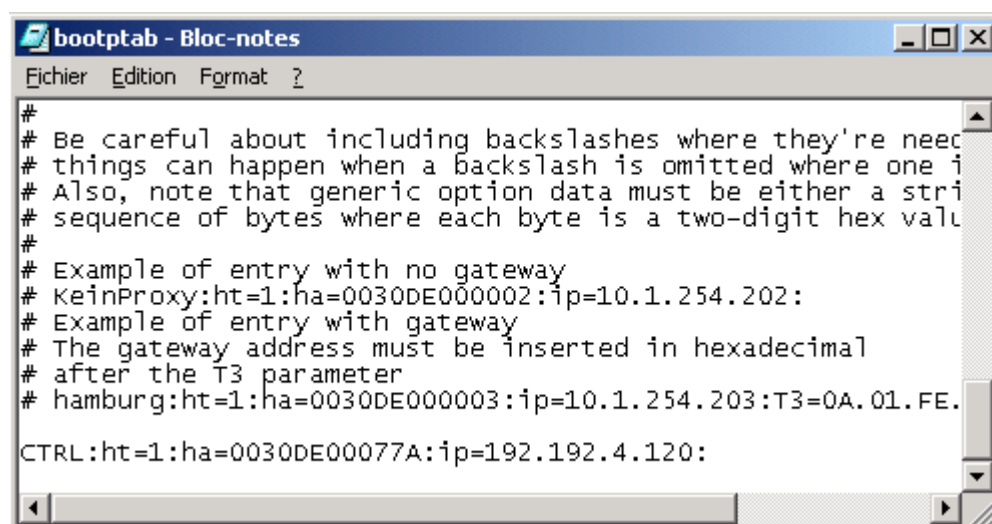 bootptab - Bloc-notes
Fichier Edition Format ?
#
# Be careful about including backslashes where they're need
# things can happen when a backslash is omitted where one i
# Also, note that generic option data must be either a stri
# sequence of bytes where each byte is a two-digit hex valu
#
# Example of entry with no gateway
# KeinProxy:ht=1:ha=0030DE000002:ip=10.1.254.202:
# Example of entry with gateway
# The gateway address must be inserted in hexadecimal
# after the T3 parameter
# hamburg:ht=1:ha=0030DE000003:ip=10.1.254.203:T3=0A.01.FE.
CTRL:ht=1:ha=0030DE00077A:ip=192.192.4.120: